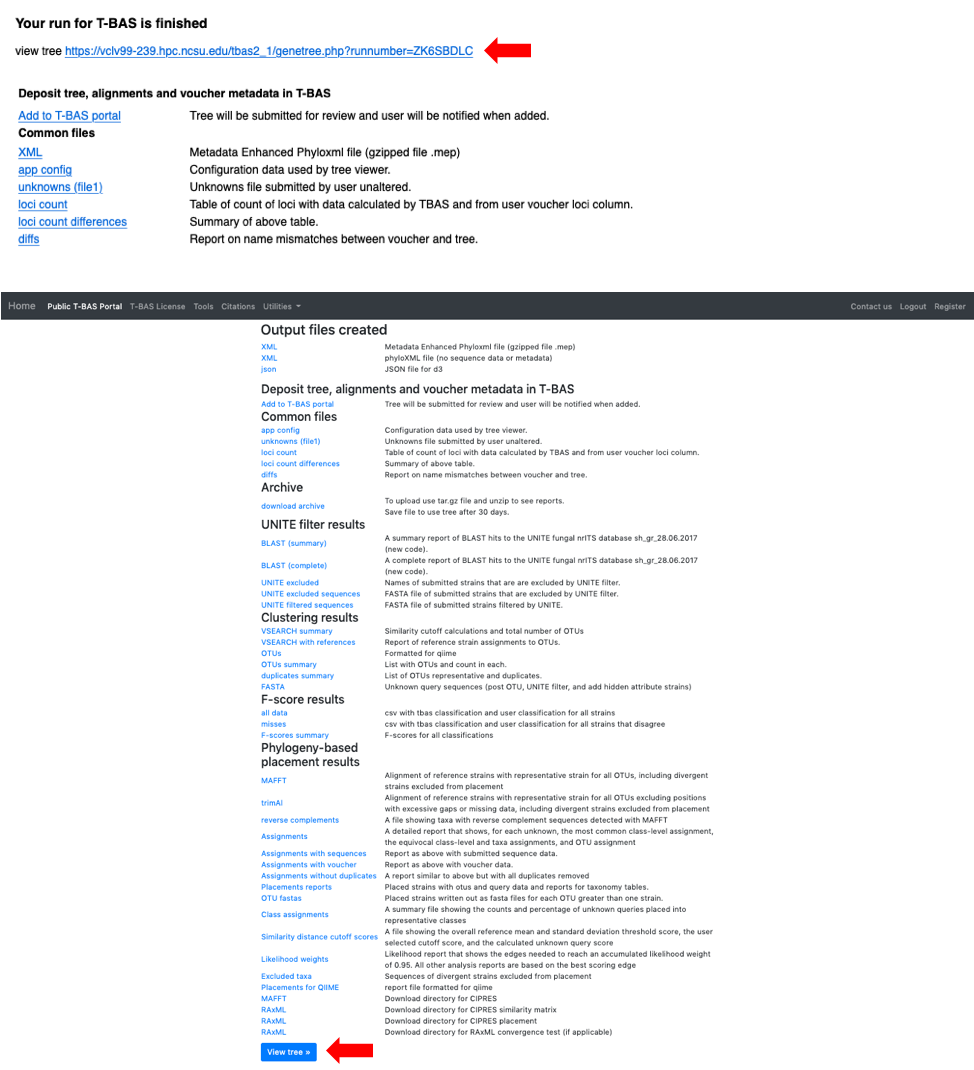 Your run for T-BAS is finished
view tree https://vclv99-239.hpc.ncsu.edu/tbas2_1/genetree.php?runnumber=ZK6SBDLC
Deposit tree, alignments and voucher metadata in T-BAS
Add to T-BAS portal Tree will be submitted for review and user will be notified when added.
Common files
XML Metadata Enhanced Phyloxml file (gzipped file .mep)
app config Configuration data used by tree viewer.
unknowns (file1) Unknowns file submitted by user unaltered.
loci count Table of count of loci with data calculated by TBAS and from user voucher loci column.
loci count differences Summary of above table.
diffs Report on name mismatches between voucher and tree.
Home Public T-BAS Portal T-BAS License Tools Citations Utilities Contact us Logout Register
Output files created
XML Metadata Enhanced Phyloxml file (gzipped file .mep)
XML phyloXML file (no sequence data or metadata)
json JSON file for d3
Deposit tree, alignments and voucher metadata in T-BAS
Add to T-BAS portal Tree will be submitted for review and user will be notified when added.
Common files
app config Configuration data used by tree viewer.
unknowns (file1) Unknowns file submitted by user unaltered.
loci count Table of count of loci with data calculated by TBAS and from user voucher loci column.
loci count differences Summary of above table.
diffs Report on name mismatches between voucher and tree.
Archive
download archive To upload use tar.gz file and unzip to see reports.
Save file to use tree after 30 days.
UNITE filter results
BLAST (summary) A summary report of BLAST hits to the UNITE fungal nrITS database sh_gr_28.06.2017
(new code).
BLAST (complete) A complete report of BLAST hits to the UNITE fungal nrITS database sh_gr_28.06.2017
(new code).
UNITE excluded Names of submitted strains that are are excluded by UNITE filter.
UNITE excluded sequences FASTA file of submitted strains that are excluded by UNITE filter.
UNITE filtered sequences FASTA file of submitted strains filtered by UNITE.
Clustering results
VSEARCH summary Similarity cutoff calculations and total number of OTUs
VSEARCH with references Report of reference strain assignments to OTUs.
OTUs Formatted for qiime
OTUs summary List with OTUs and count in each.
duplicates summary List of OTUs representative and duplicates.
FASTA Unknown query sequences (post OTU, UNITE filter, and add hidden attribute strains)
F-score results
all data csv with tbas classification and user classification for all strains
misses csv with tbas classification and user classification for all strains that disagree
F-scores summary F-scores for all classifications
Phylogeny-based
placement results
MAFFT Alignment of reference strains with representative strain for all OTUs, including divergent
strains excluded from placement
trimAl Alignment of reference strains with representative strain for all OTUs excluding positions
with excessive gaps or missing data, including divergent strains excluded from placement
reverse complements A file showing taxa with reverse complement sequences detected with MAFFT
Assignments A detailed report that shows, for each unknown, the most common class-level assignment,
the equivocal class-level and taxa assignments, and OTU assignment
Assignments with sequences Report as above with submitted sequence data.
Assignments with voucher Report as above with voucher data.
Assignments without duplicates A report similar to above but with all duplicates removed
Placements reports Placed strains with otus and query data and reports for taxonomy tables.
OTU fastas Placed strains written out as fasta files for each OTU greater than one strain.
Class assignments A summary file showing the counts and percentage of unknown queries placed into
representative classes
Similarity distance cutoff scores A file showing the overall reference mean and standard deviation threshold score, the user
selected cutoff score, and the calculated unknown query score
Likelihood weights Likelihood report that shows the edges needed to reach an accumulated likelihood weight
of 0.95. All other analysis reports are based on the best scoring edge
Excluded taxa Sequences of divergent strains excluded from placement
Placements for QIIME report file formatted for qiime
MAFFT Download directory for CIPRES
RAxML Download directory for CIPRES similarity matrix
RAxML Download directory for CIPRES placement
RAxML Download directory for RAxML convergence test (if applicable)
View tree »